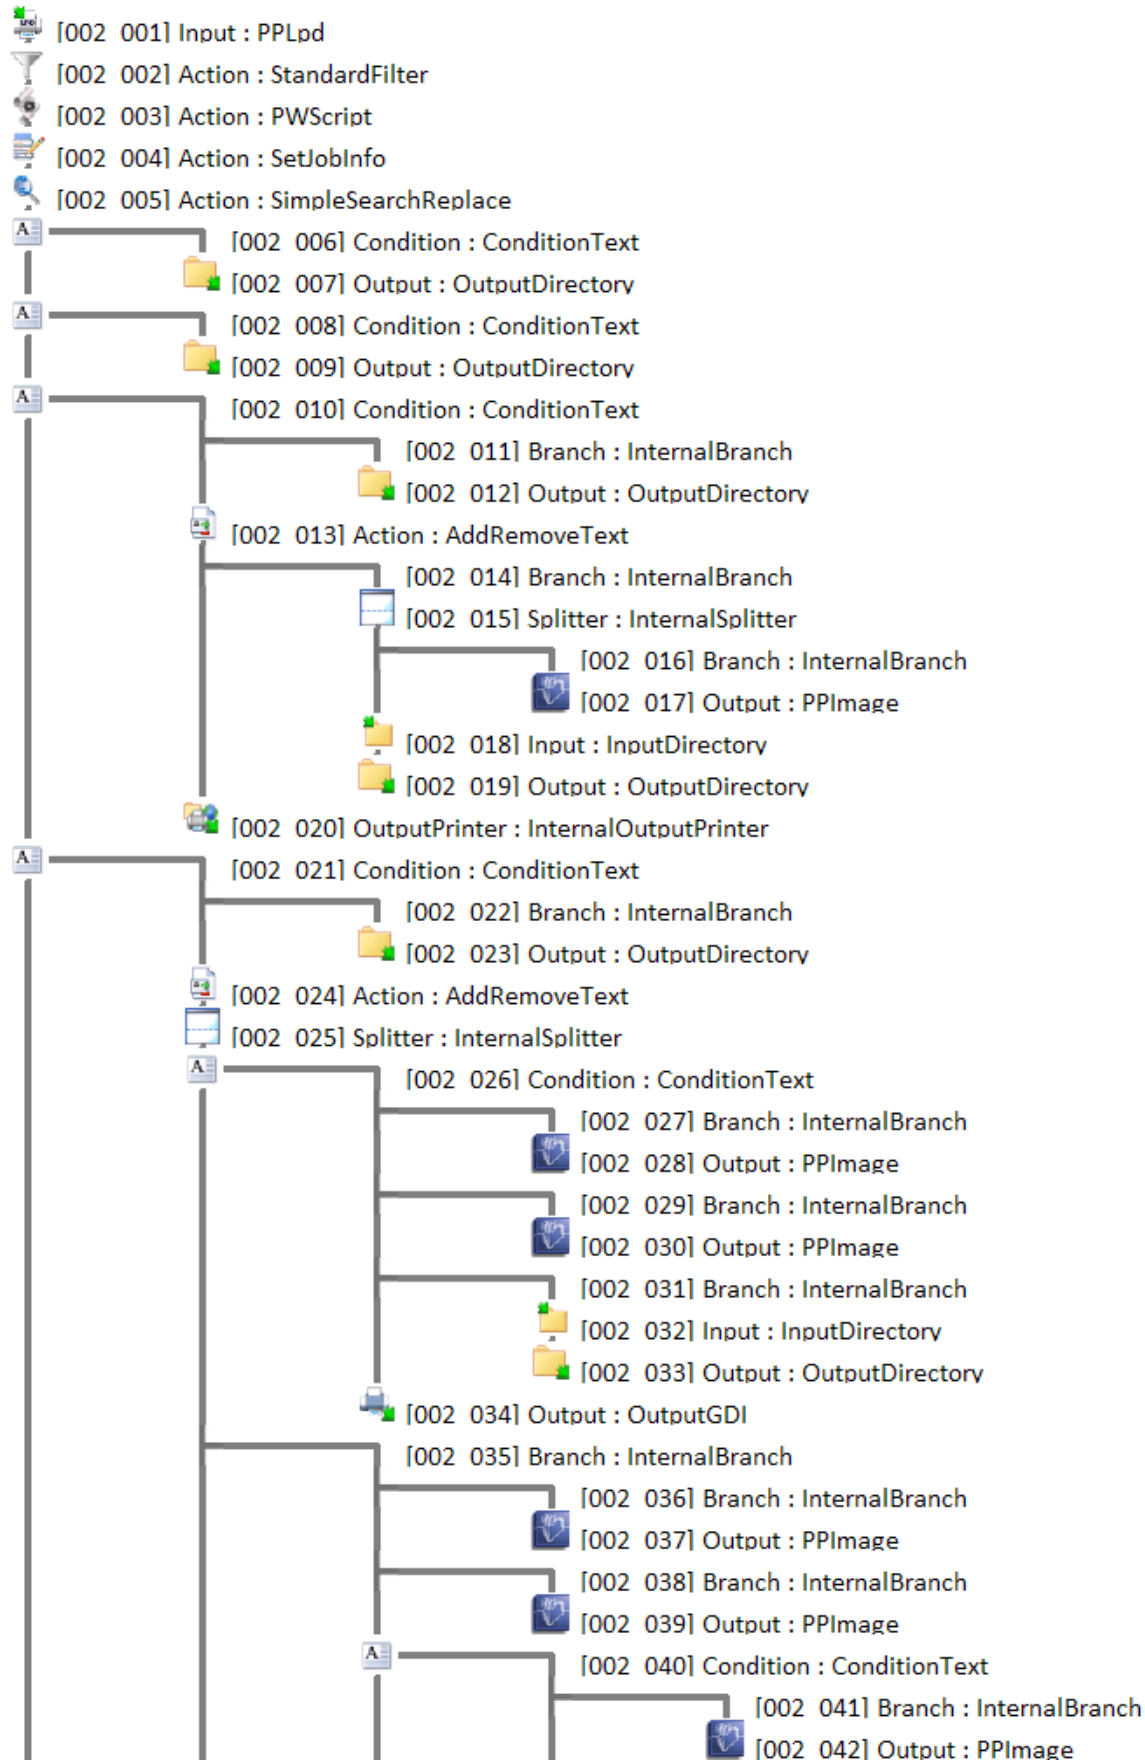 [002 001] Input : PPLpd
[002 002] Action : StandardFilter
[002 003] Action : PWScript
[002 004] Action : SetJobInfo
[002 005] Action : SimpleSearchReplace
[002 006] Condition : ConditionText
[002 007] Output : OutputDirectory
[002 008] Condition : ConditionText
[002 009] Output : OutputDirectory
[002 010] Condition : ConditionText
[002 011] Branch : InternalBranch
[002 012] Output : OutputDirectory
[002 013] Action : AddRemoveText
[002 014] Branch : InternalBranch
[002 015] Splitter : InternalSplitter
[002 016] Branch : InternalBranch
[002 017] Output : PPImage
[002 018] Input : InputDirectory
[002 019] Output : OutputDirectory
[002 020] OutputPrinter : InternalOutputPrinter
[002 021] Condition : ConditionText
[002 022] Branch : InternalBranch
[002 023] Output : OutputDirectory
[002 024] Action : AddRemoveText
[002 025] Splitter : InternalSplitter
[002 026] Condition : ConditionText
[002 027] Branch : InternalBranch
[002 028] Output : PPImage
[002 029] Branch : InternalBranch
[002 030] Output : PPImage
[002 031] Branch : InternalBranch
[002 032] Input : InputDirectory
[002 033] Output : OutputDirectory
[002 034] Output : OutputGDI
[002 035] Branch : InternalBranch
[002 036] Branch : InternalBranch
[002 037] Output : PPImage
[002 038] Branch : InternalBranch
[002 039] Output : PPImage
[002 040] Condition : ConditionText
[002 041] Branch : InternalBranch
[002 042] Output : PPImage